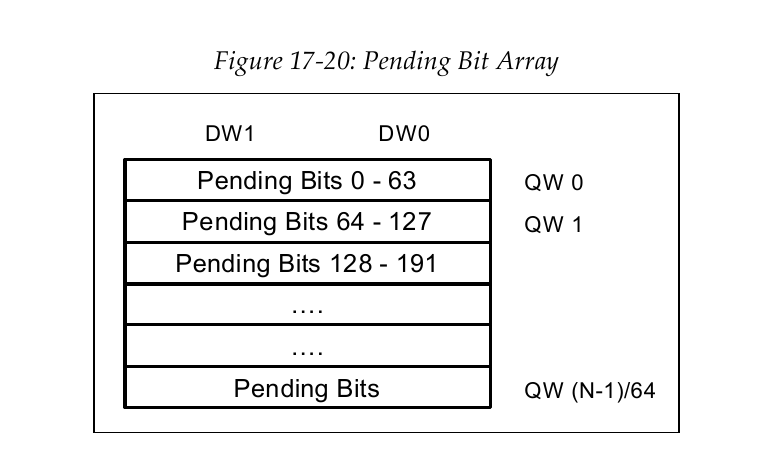 Figure 17-20: Pending Bit Array
DW1 DW0
Pending Bits 0 - 63 QW 0
Pending Bits 64 - 127 QW 1
Pending Bits 128 - 191
....
....
Pending Bits QW (N-1)/64